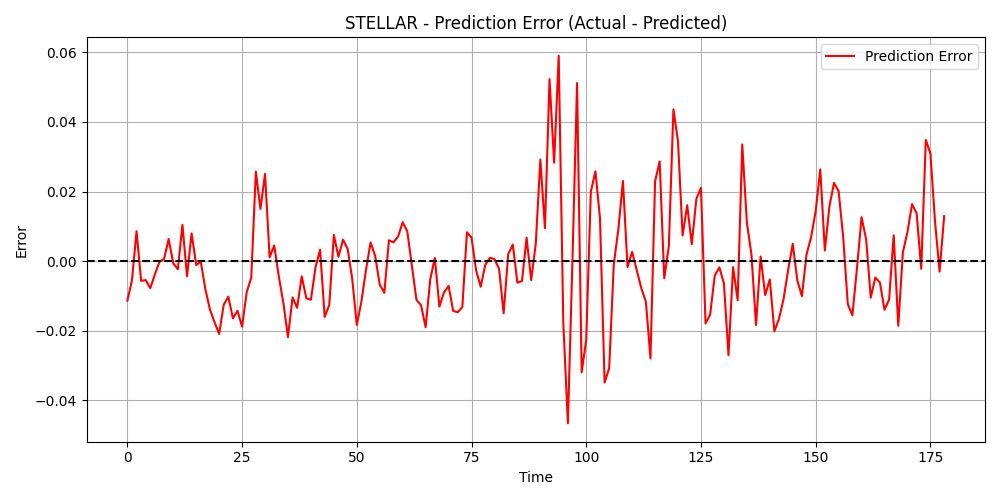 STELLAR - Prediction Error (Actual - Predicted)
Prediction Error
Error
0.06
0.04
0.02
0.00
−0.02
−0.04
0 25 50 75 100 125 150 175
Time